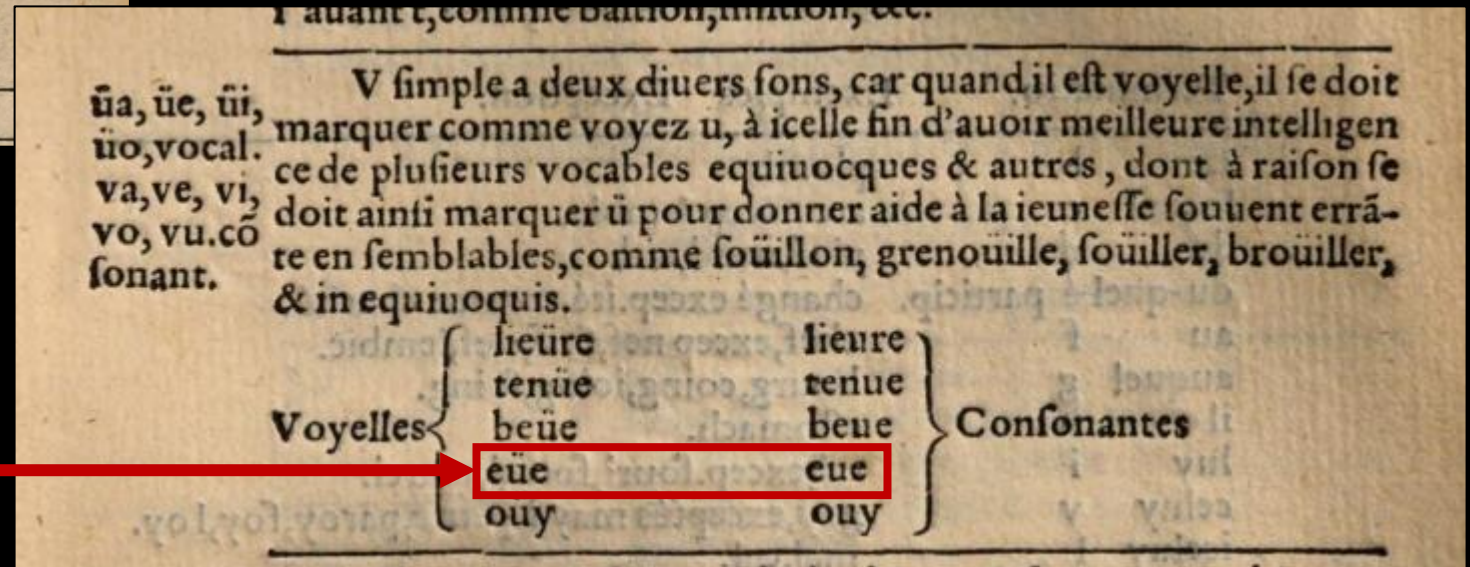 V ſimple a deux diuers ſons, car quand il eſt voyelle, il ſe doit
marquer comme voyez u, à icelle fin d'auoir meilleure intelligen
ce de pluſieurs vocables equiuocques & autres, dont à raiſon ſe
doit ainſi marquer ü pour donner aide à la ieuneſſe ſouuent errã-
te en ſemblables, comme ſoüillon, grenoüille, ſoüiller, broüiller,
& in equiuoquis.
üa, üe, üi,
üo, vocal.
va, ve, vi,
vo, vu. cõ
ſonant.
lieüre lieure
tenüe tenue
Voyelles beüe beue Conſonantes
eüe eue
ouy ouy